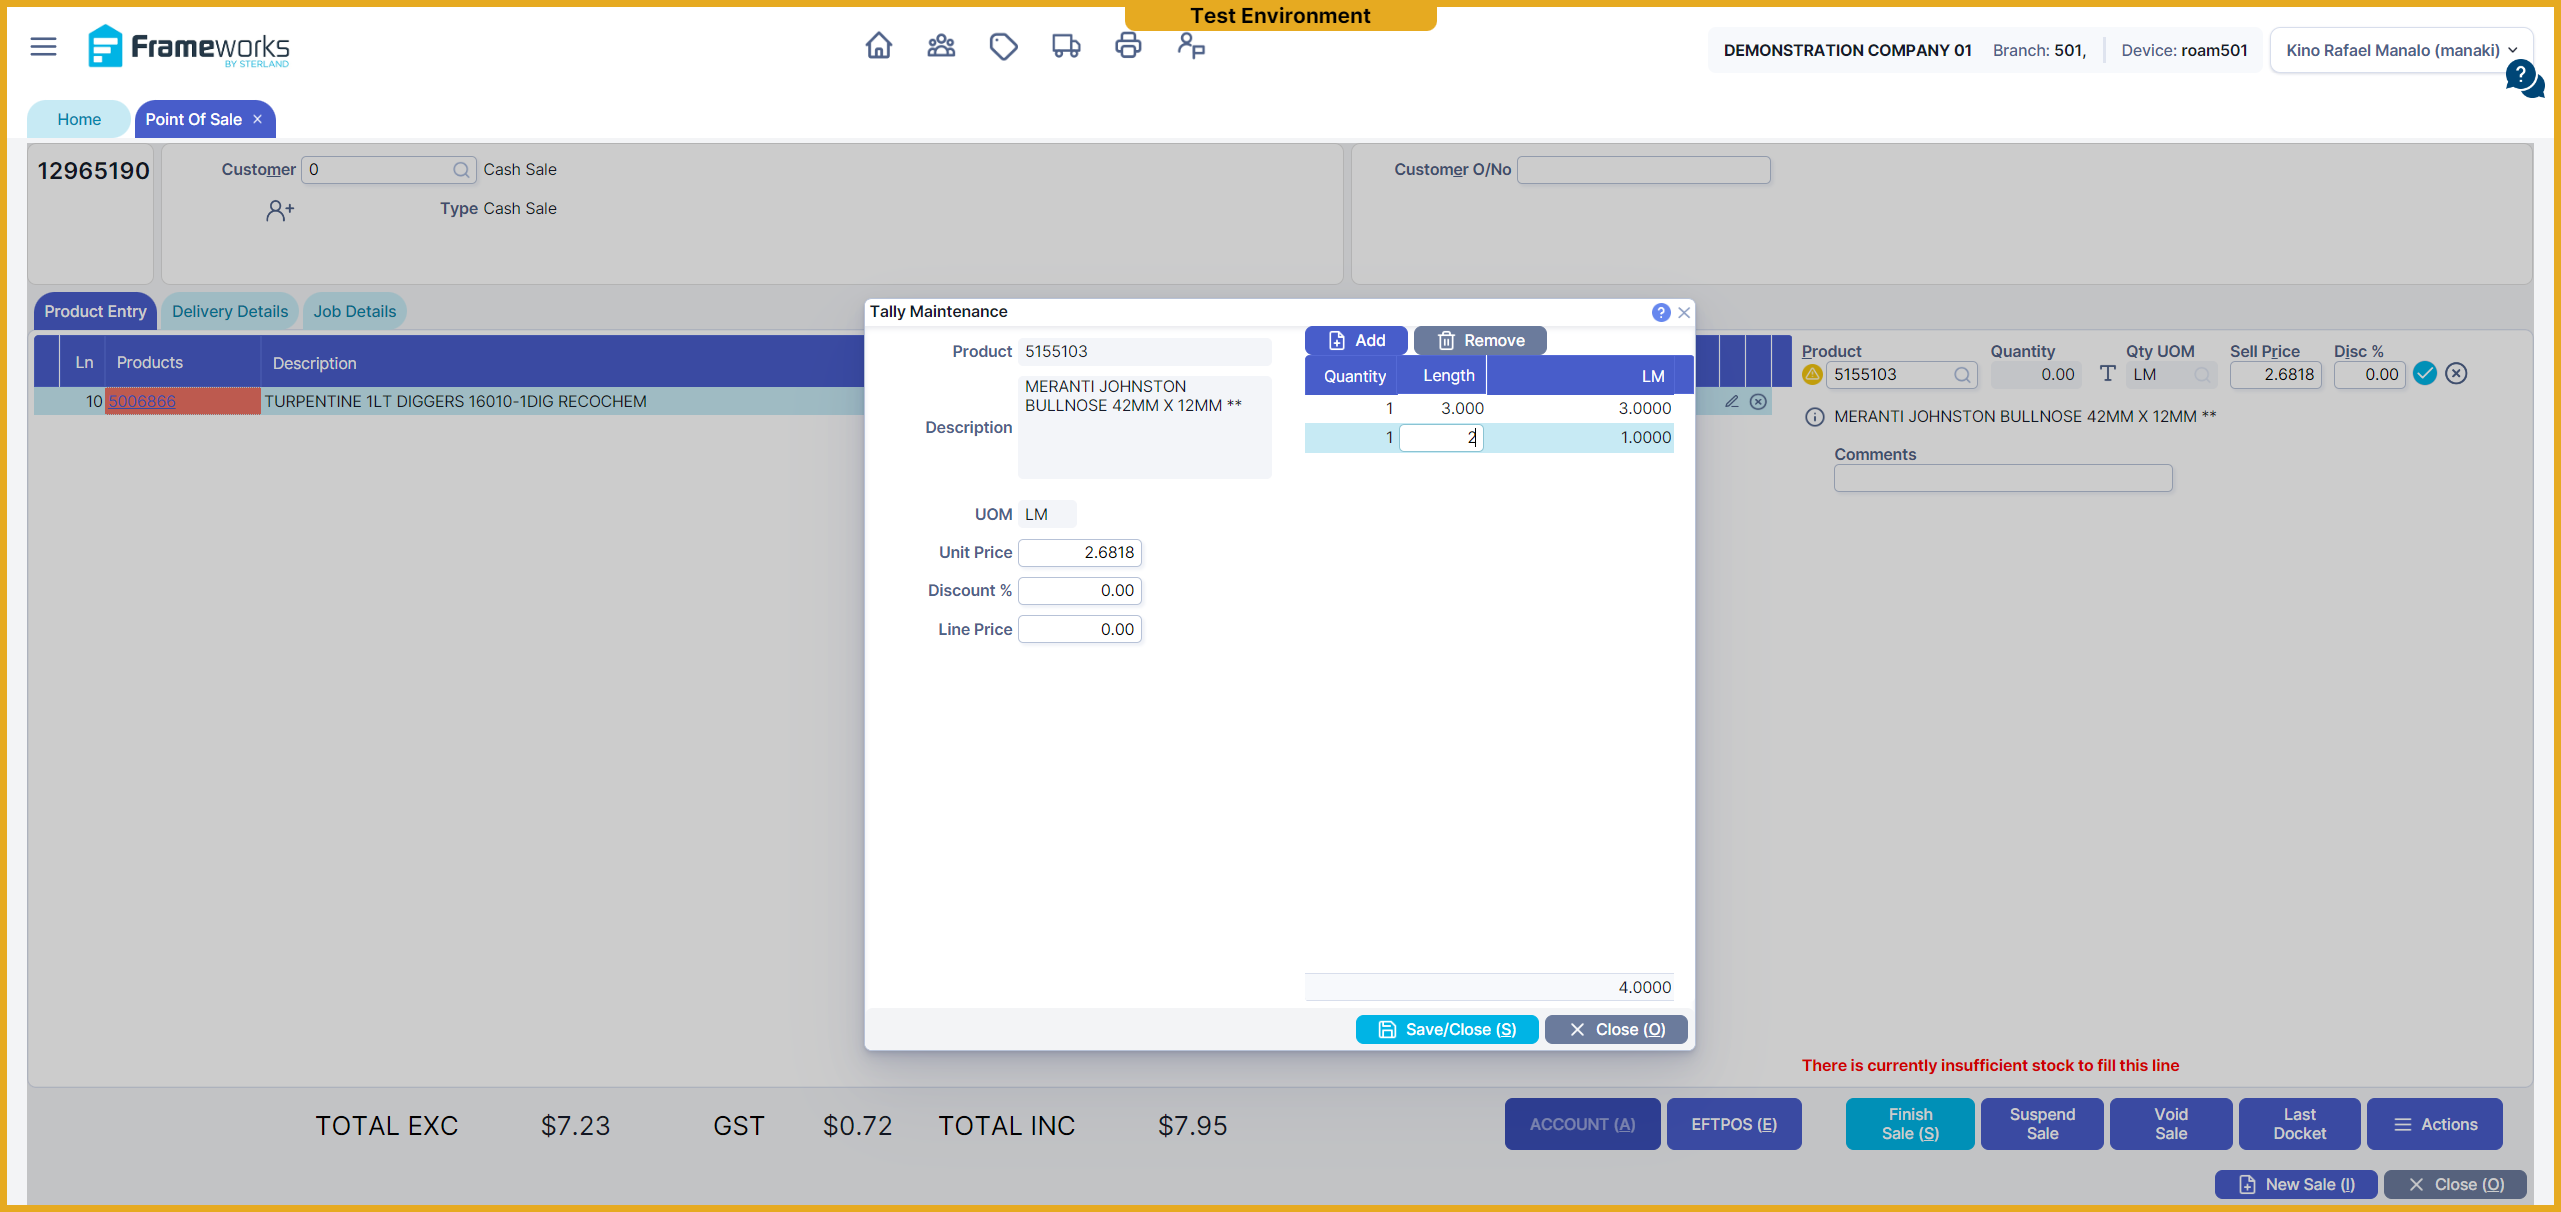 Test Environment
Frameworks
BY STERLAND
DEMONSTRATION COMPANY 01 Branch: 501, Device: roam501 Kino Rafael Manalo (manaki)
Home Point Of Sale
12965190 Customer 0 Cash Sale Customer O/No
Type Cash Sale
Product Entry Delivery Details Job Details
Ln Products Description
10 5006866 TURPENTINE 1LT DIGGERS 16010-1DIG RECOCHEM
Tally Maintenance
Product 5155103
Description MERANTI JOHNSTON
BULLNOSE 42MM X 12MM **
UOM LM
Unit Price 2.6818
Discount % 0.00
Line Price 0.00
Add Remove
Quantity Length LM
1 3.000 3.0000
1 2 1.0000
4.0000
Save/Close (S) Close (O)
Product Quantity Qty UOM Sell Price Disc %
5155103 0.00 LM 2.6818 0.00
MERANTI JOHNSTON BULLNOSE 42MM X 12MM **
Comments
There is currently insufficient stock to fill this line
TOTAL EXC $7.23 GST $0.72 TOTAL INC $7.95
ACCOUNT (A) EFTPOS (E)
Finish
Sale (S)
Suspend
Sale
Void
Sale
Last
Docket
Actions
New Sale (I) Close (O)